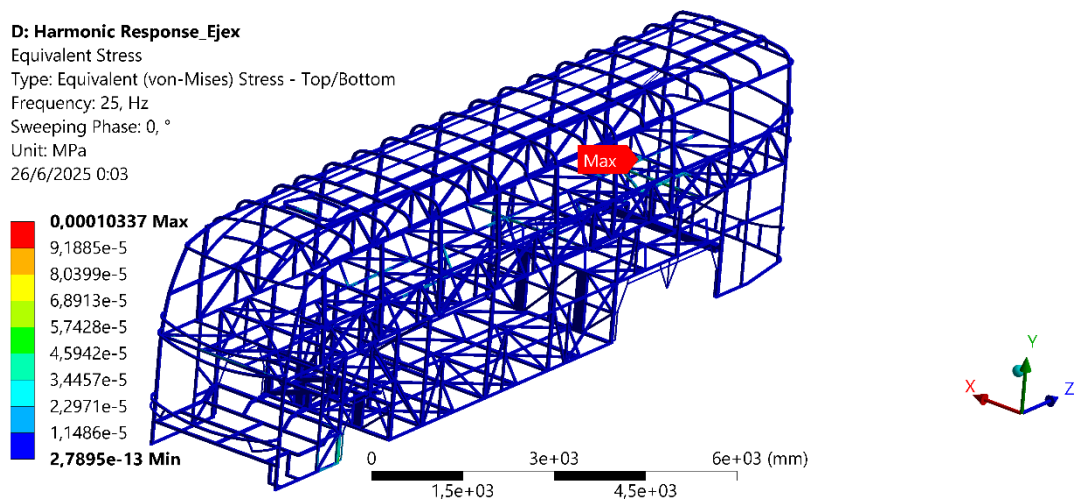 D: Harmonic Response_Ejex
Equivalent Stress
Type: Equivalent (von-Mises) Stress - Top/Bottom
Frequency: 25, Hz
Sweeping Phase: 0, °
Unit: MPa
26/6/2025 0:03
0,00010337 Max
9,1885e-5
8,0399e-5
6,8913e-5
5,7428e-5
4,5942e-5
3,4457e-5
2,2971e-5
1,1486e-5
2,7895e-13 Min
Max
0 3e+03 6e+03 (mm)
1,5e+03 4,5e+03
Y
X Z